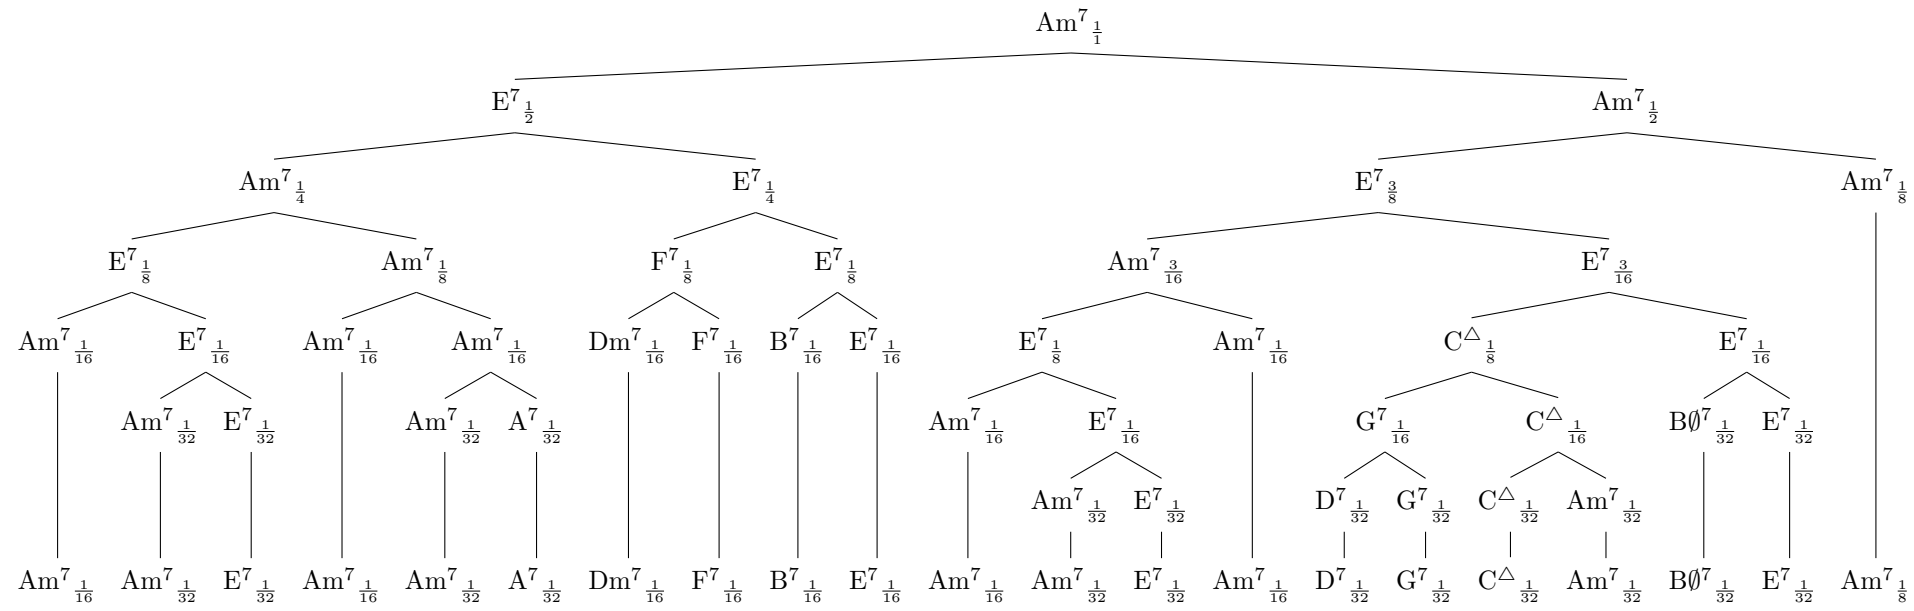 Am⁷ 1/1
E⁷ 1/2 Am⁷ 1/2
Am⁷ 1/4 E⁷ 1/4 E⁷ 3/8 Am⁷ 1/8
E⁷ 1/8 Am⁷ 1/8 F⁷ 1/8 E⁷ 1/8 Am⁷ 3/16 E⁷ 3/16
Am⁷ 1/16 E⁷ 1/16 Am⁷ 1/16 Am⁷ 1/16 Dm⁷ 1/16 F⁷ 1/16 B⁷ 1/16 E⁷ 1/16 E⁷ 1/8 Am⁷ 1/16 C△ 1/8 E⁷ 1/16
Am⁷ 1/32 E⁷ 1/32 Am⁷ 1/32 A⁷ 1/32 Am⁷ 1/16 E⁷ 1/16 G⁷ 1/16 C△ 1/16 B∅⁷ 1/32 E⁷ 1/32
Am⁷ 1/32 E⁷ 1/32 D⁷ 1/32 G⁷ 1/32 C△ 1/32 Am⁷ 1/32
Am⁷ 1/16 Am⁷ 1/32 E⁷ 1/32 Am⁷ 1/16 Am⁷ 1/32 A⁷ 1/32 Dm⁷ 1/16 F⁷ 1/16 B⁷ 1/16 E⁷ 1/16 Am⁷ 1/16 Am⁷ 1/32 E⁷ 1/32 Am⁷ 1/16 D⁷ 1/32 G⁷ 1/32 C△ 1/32 Am⁷ 1/32 B∅⁷ 1/32 E⁷ 1/32 Am⁷ 1/8